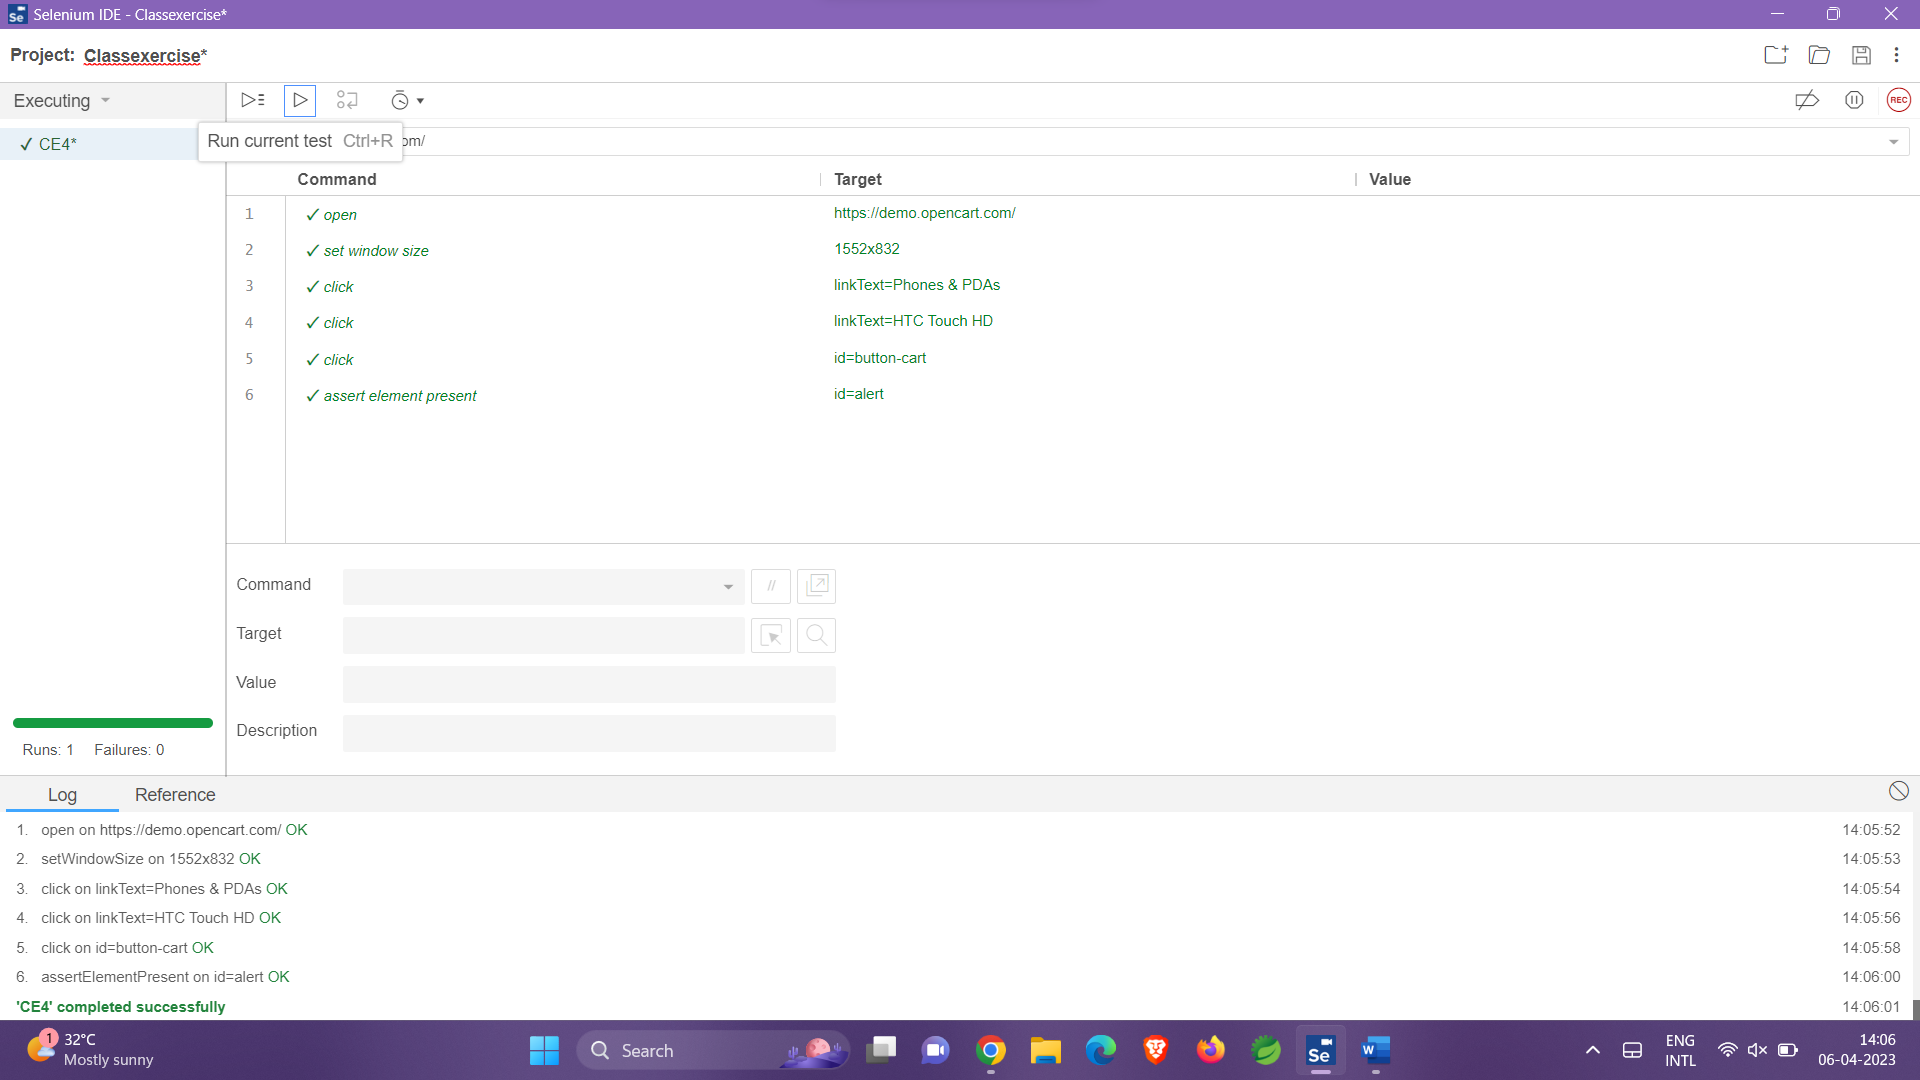 Selenium IDE - Classexercise*
Project: Classexercise*
Executing
REC
✓ CE4*
Run current test Ctrl+R
om/
Command Target Value
1 ✓ open https://demo.opencart.com/
2 ✓ set window size 1552x832
3 ✓ click linkText=Phones & PDAs
4 ✓ click linkText=HTC Touch HD
5 ✓ click id=button-cart
6 ✓ assert element present id=alert
Command //
Target
Value
Description
Runs: 1 Failures: 0
Log Reference
1. open on https://demo.opencart.com/ OK 14:05:52
2. setWindowSize on 1552x832 OK 14:05:53
3. click on linkText=Phones & PDAs OK 14:05:54
4. click on linkText=HTC Touch HD OK 14:05:56
5. click on id=button-cart OK 14:05:58
6. assertElementPresent on id=alert OK 14:06:00
'CE4' completed successfully 14:06:01
1 32°C
Mostly sunny
Search
Se
W
ENG
INTL
14:06
06-04-2023